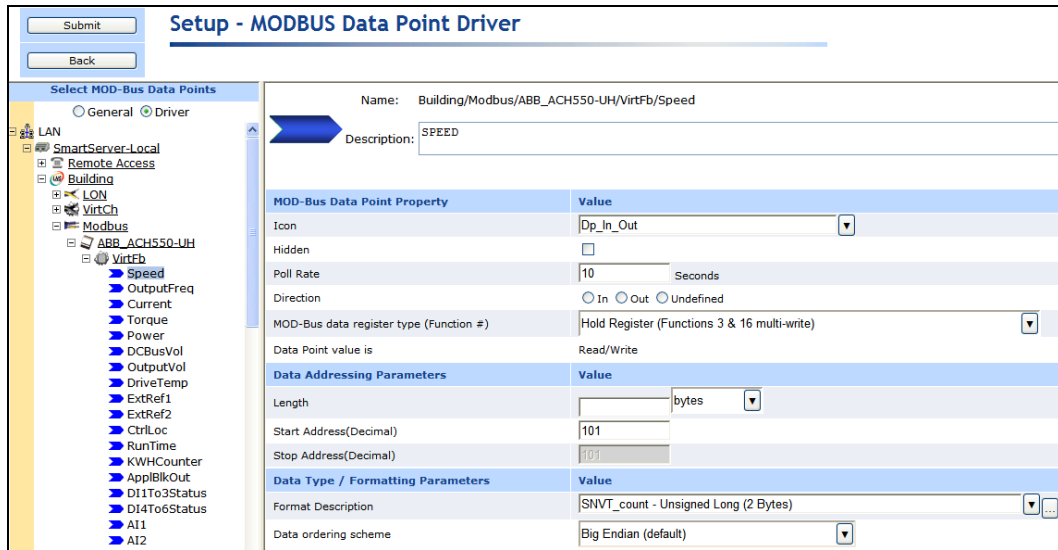 Submit
Setup - MODBUS Data Point Driver
Back
Select MOD-Bus Data Points
General Driver
LAN
SmartServer-Local
Remote Access
Building
LON
VirtCh
Modbus
ABB_ACH550-UH
VirtFb
Speed
OutputFreq
Current
Torque
Power
DCBusVol
OutputVol
DriveTemp
ExtRef1
ExtRef2
CtrlLoc
RunTime
KWHCounter
ApplBlkOut
DI1To3Status
DI4To6Status
AI1
AI2
Name: Building/Modbus/ABB_ACH550-UH/VirtFb/Speed
Description: SPEED
MOD-Bus Data Point Property Value
Icon Dp_In_Out
Hidden
Poll Rate 10 Seconds
Direction In Out Undefined
MOD-Bus data register type (Function #) Hold Register (Functions 3 & 16 multi-write)
Data Point value is Read/Write
Data Addressing Parameters Value
Length bytes
Start Address(Decimal) 101
Stop Address(Decimal) 101
Data Type / Formatting Parameters Value
Format Description SNVT_count - Unsigned Long (2 Bytes) ...
Data ordering scheme Big Endian (default)